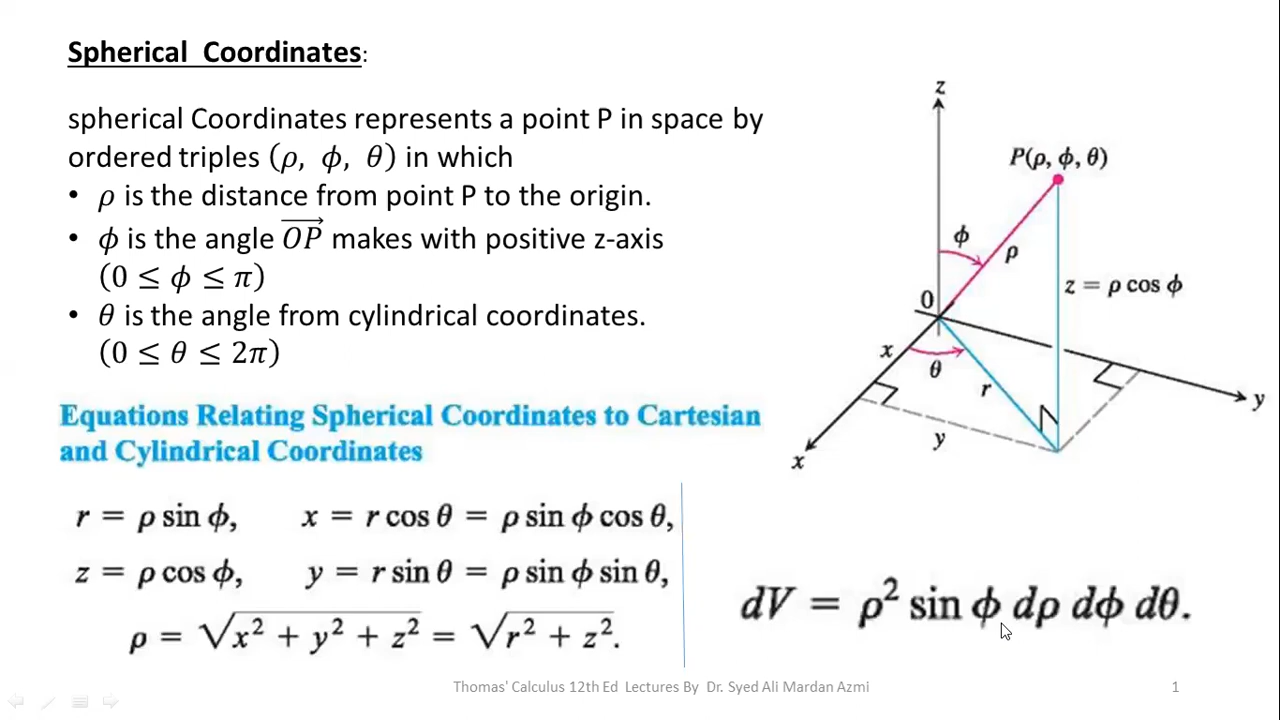 Spherical Coordinates:
spherical Coordinates represents a point P in space by
ordered triples (ρ, ϕ, θ) in which
• ρ is the distance from point P to the origin.
• ϕ is the angle \overrightarrow{OP} makes with positive z-axis
(0 ≤ ϕ ≤ π)
• θ is the angle from cylindrical coordinates.
(0 ≤ θ ≤ 2π)
Equations Relating Spherical Coordinates to Cartesian
and Cylindrical Coordinates
r = ρ sin ϕ, x = r cos θ = ρ sin ϕ cos θ,
z = ρ cos ϕ, y = r sin θ = ρ sin ϕ sin θ,
ρ = √(x² + y² + z²) = √(r² + z²).
z
P(ρ, ϕ, θ)
ϕ
ρ
z = ρ cos ϕ
0
x
θ
r
y
y
x
dV = ρ² sin ϕ dρ dϕ dθ.
Thomas' Calculus 12th Ed Lectures By Dr. Syed Ali Mardan Azmi
1